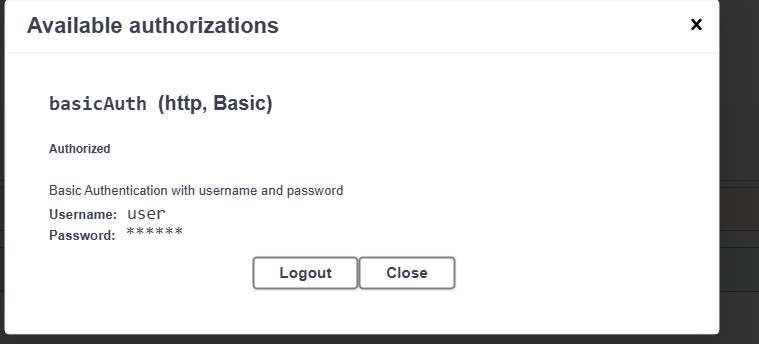 Available authorizations
×
basicAuth (http, Basic)
Authorized
Basic Authentication with username and password
Username: user
Password: ******
Logout Close